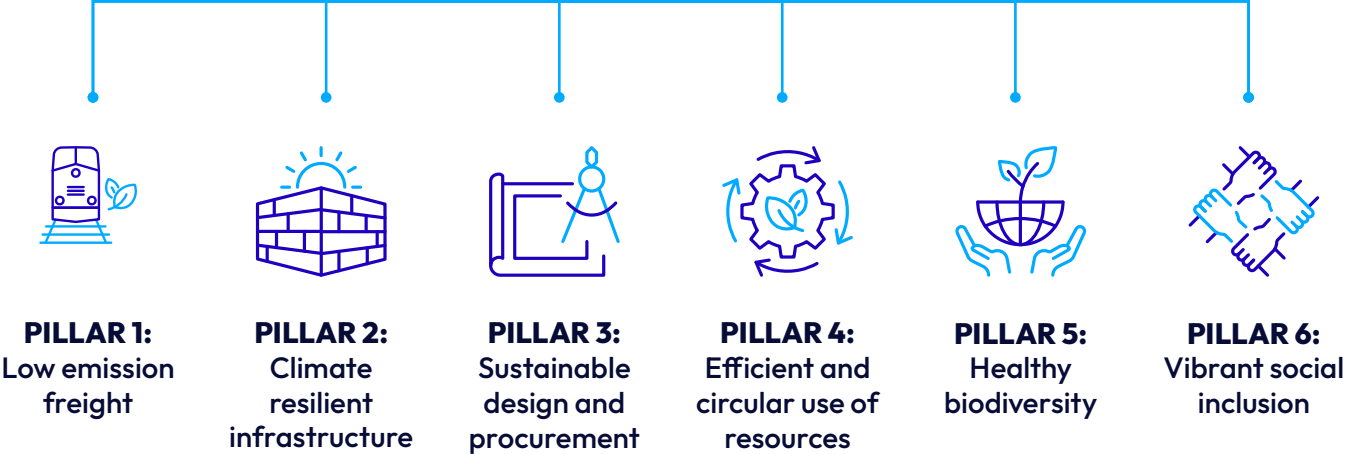 PILLAR 1:
Low emission
freight
PILLAR 2:
Climate
resilient
infrastructure
PILLAR 3:
Sustainable
design and
procurement
PILLAR 4:
Efficient and
circular use of
resources
PILLAR 5:
Healthy
biodiversity
PILLAR 6:
Vibrant social
inclusion